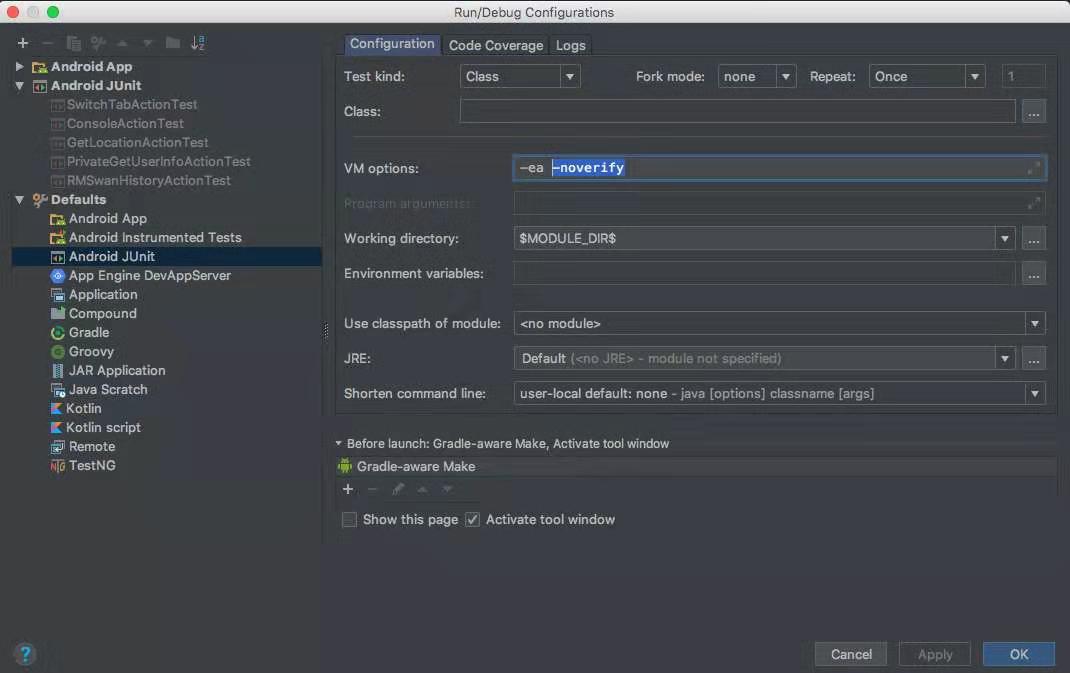 Run/Debug Configurations
Android App
Android JUnit
SwitchTabActionTest
ConsoleActionTest
GetLocationActionTest
PrivateGetUserInfoActionTest
RMSwanHistoryActionTest
Defaults
Android App
Android Instrumented Tests
Android JUnit
App Engine DevAppServer
Application
Compound
Gradle
Groovy
JAR Application
Java Scratch
Kotlin
Kotlin script
Remote
TestNG
Configuration Code Coverage Logs
Test kind: Class Fork mode: none Repeat: Once 1
Class: ...
VM options: -ea -noverify
Program arguments:
Working directory: $MODULE_DIR$ ...
Environment variables: ...
Use classpath of module: <no module>
JRE: Default (<no JRE> - module not specified) ...
Shorten command line: user-local default: none - java [options] classname [args]
Before launch: Gradle-aware Make, Activate tool window
Gradle-aware Make
Show this page Activate tool window
? Cancel Apply OK